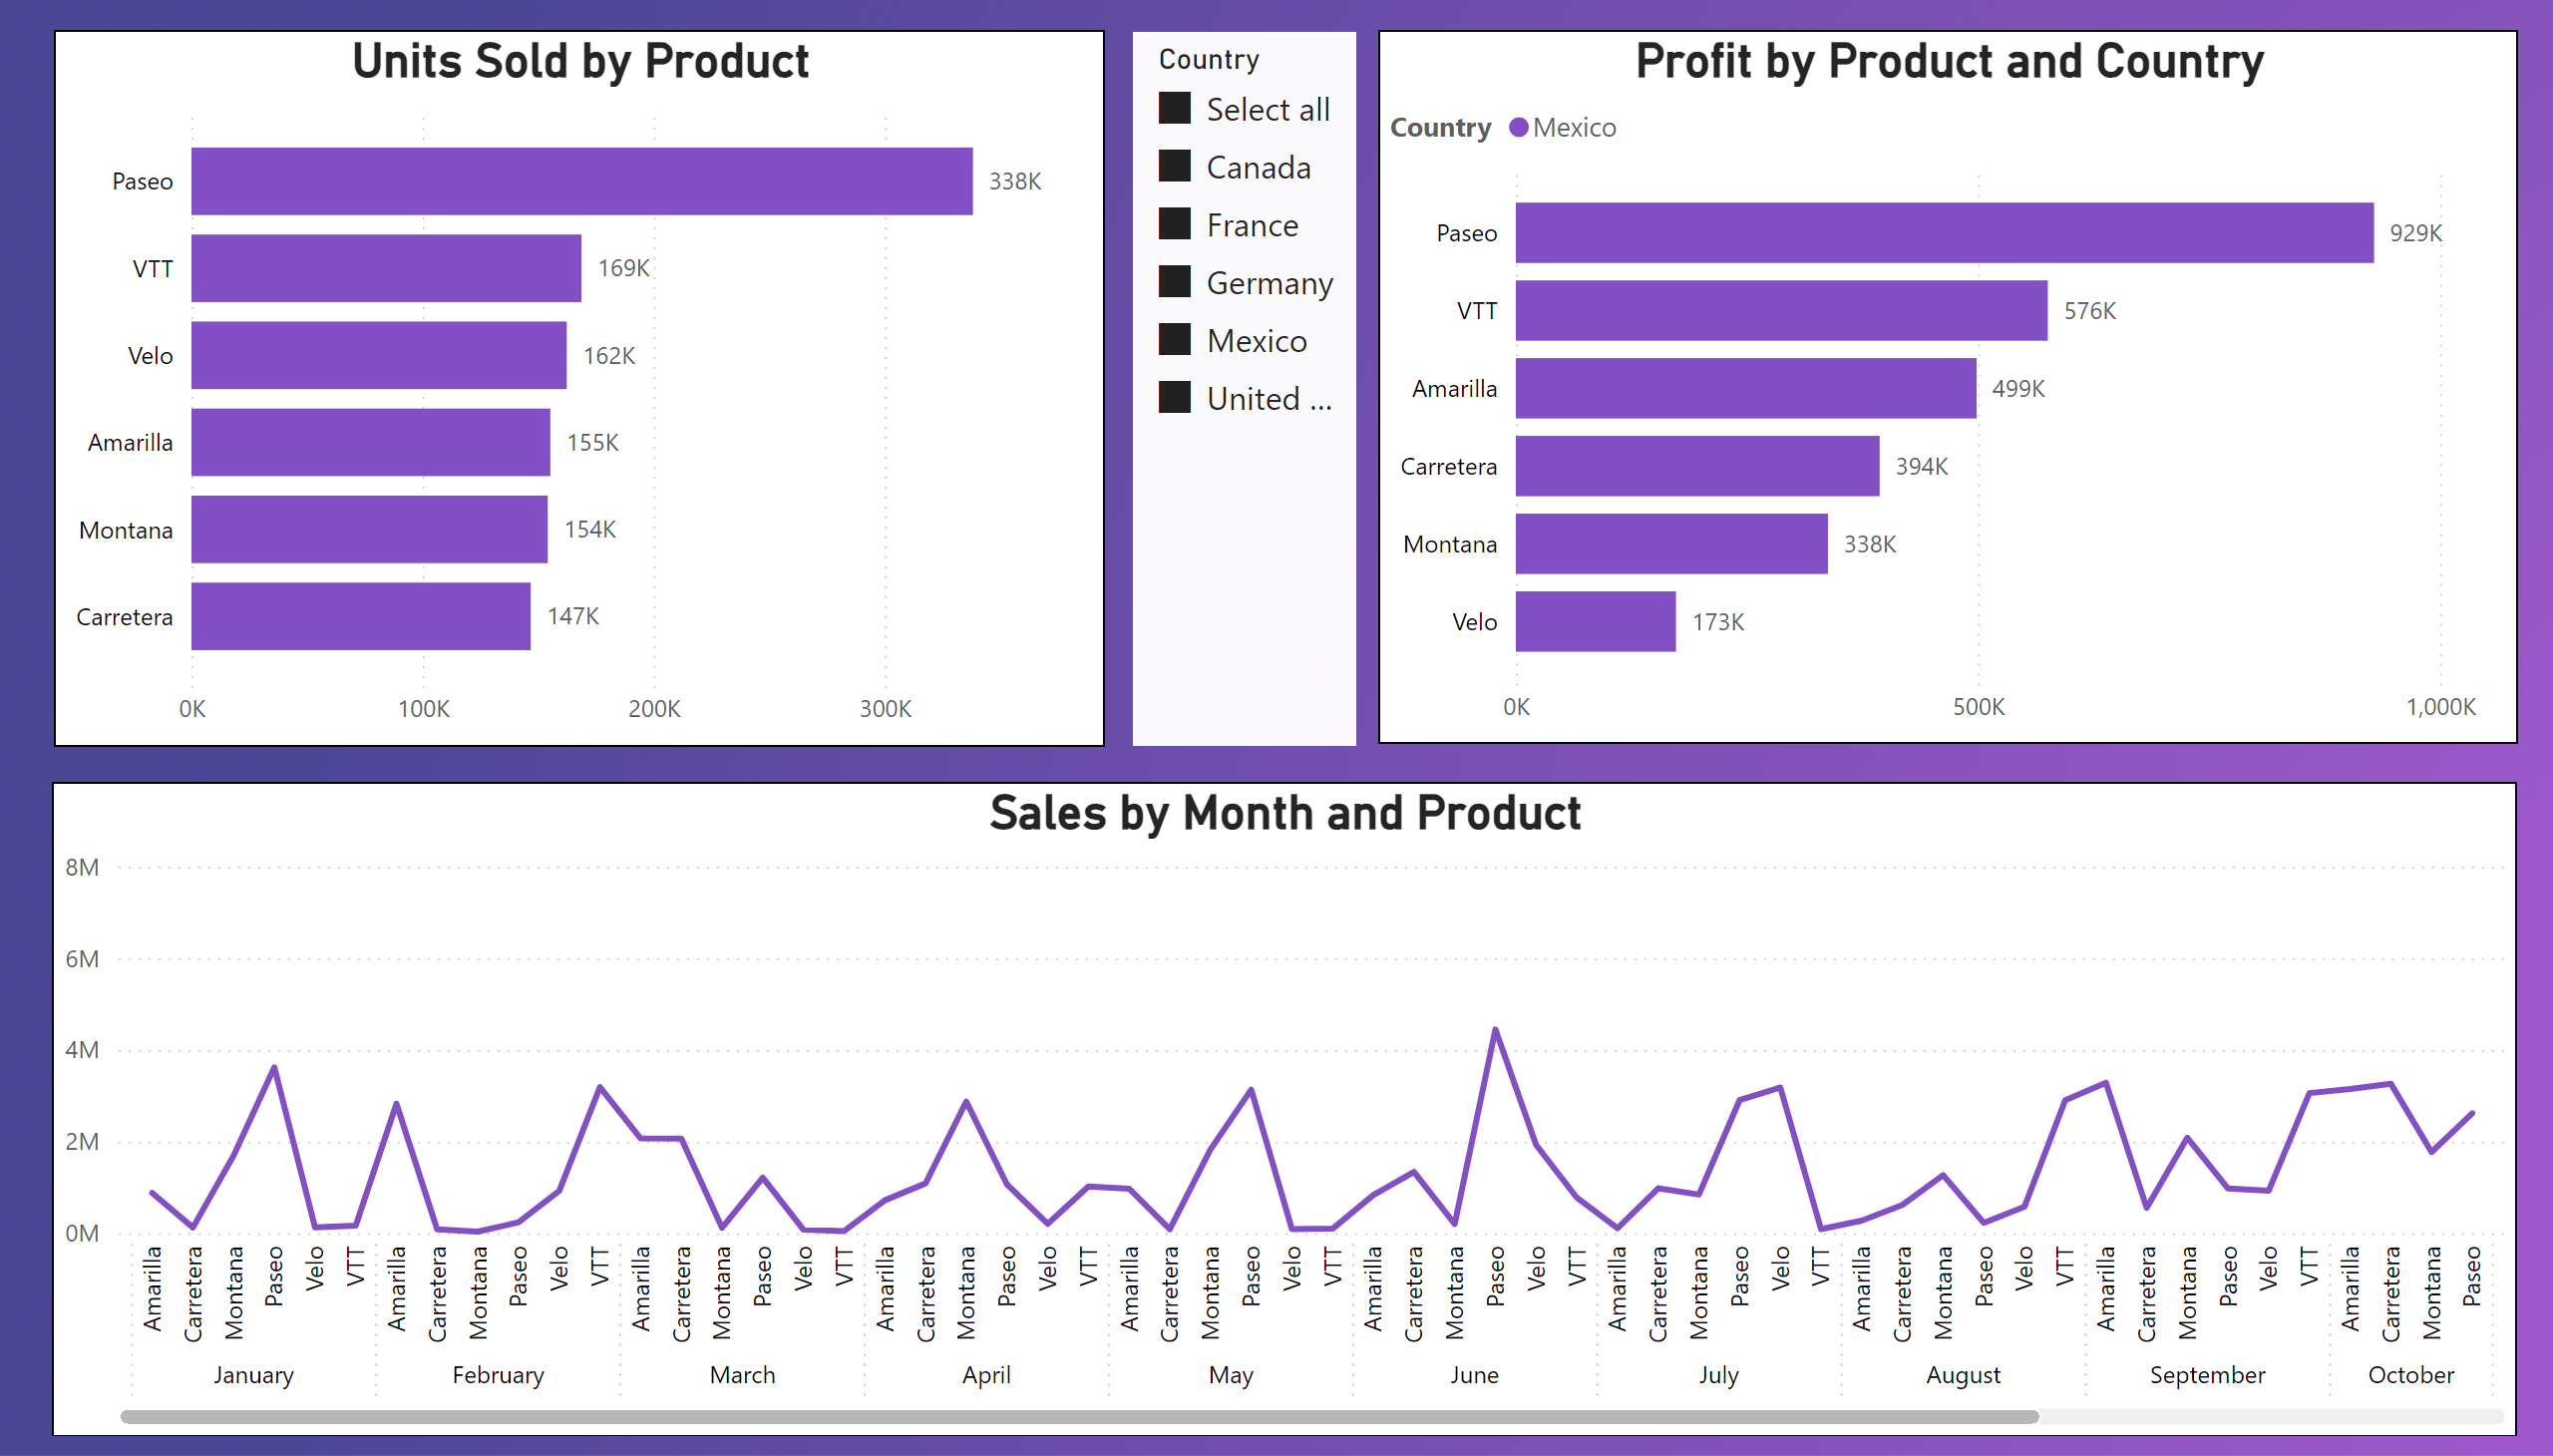 Units Sold by Product
Paseo 338K
VTT 169K
Velo 162K
Amarilla 155K
Montana 154K
Carretera 147K
0K 100K 200K 300K
Country
Select all
Canada
France
Germany
Mexico
United ...
Profit by Product and Country
Country Mexico
Paseo 929K
VTT 576K
Amarilla 499K
Carretera 394K
Montana 338K
Velo 173K
0K 500K 1,000K
Sales by Month and Product
8M
6M
4M
2M
0M
Amarilla Carretera Montana Paseo Velo VTT Amarilla Carretera Montana Paseo Velo VTT Amarilla Carretera Montana Paseo Velo VTT Amarilla Carretera Montana Paseo Velo VTT Amarilla Carretera Montana Paseo Velo VTT Amarilla Carretera Montana Paseo Velo VTT Amarilla Carretera Montana Paseo Velo VTT Amarilla Carretera Montana Paseo Velo VTT Amarilla Carretera Montana Paseo Velo VTT Amarilla Carretera Montana Paseo
January February March April May June July August September October